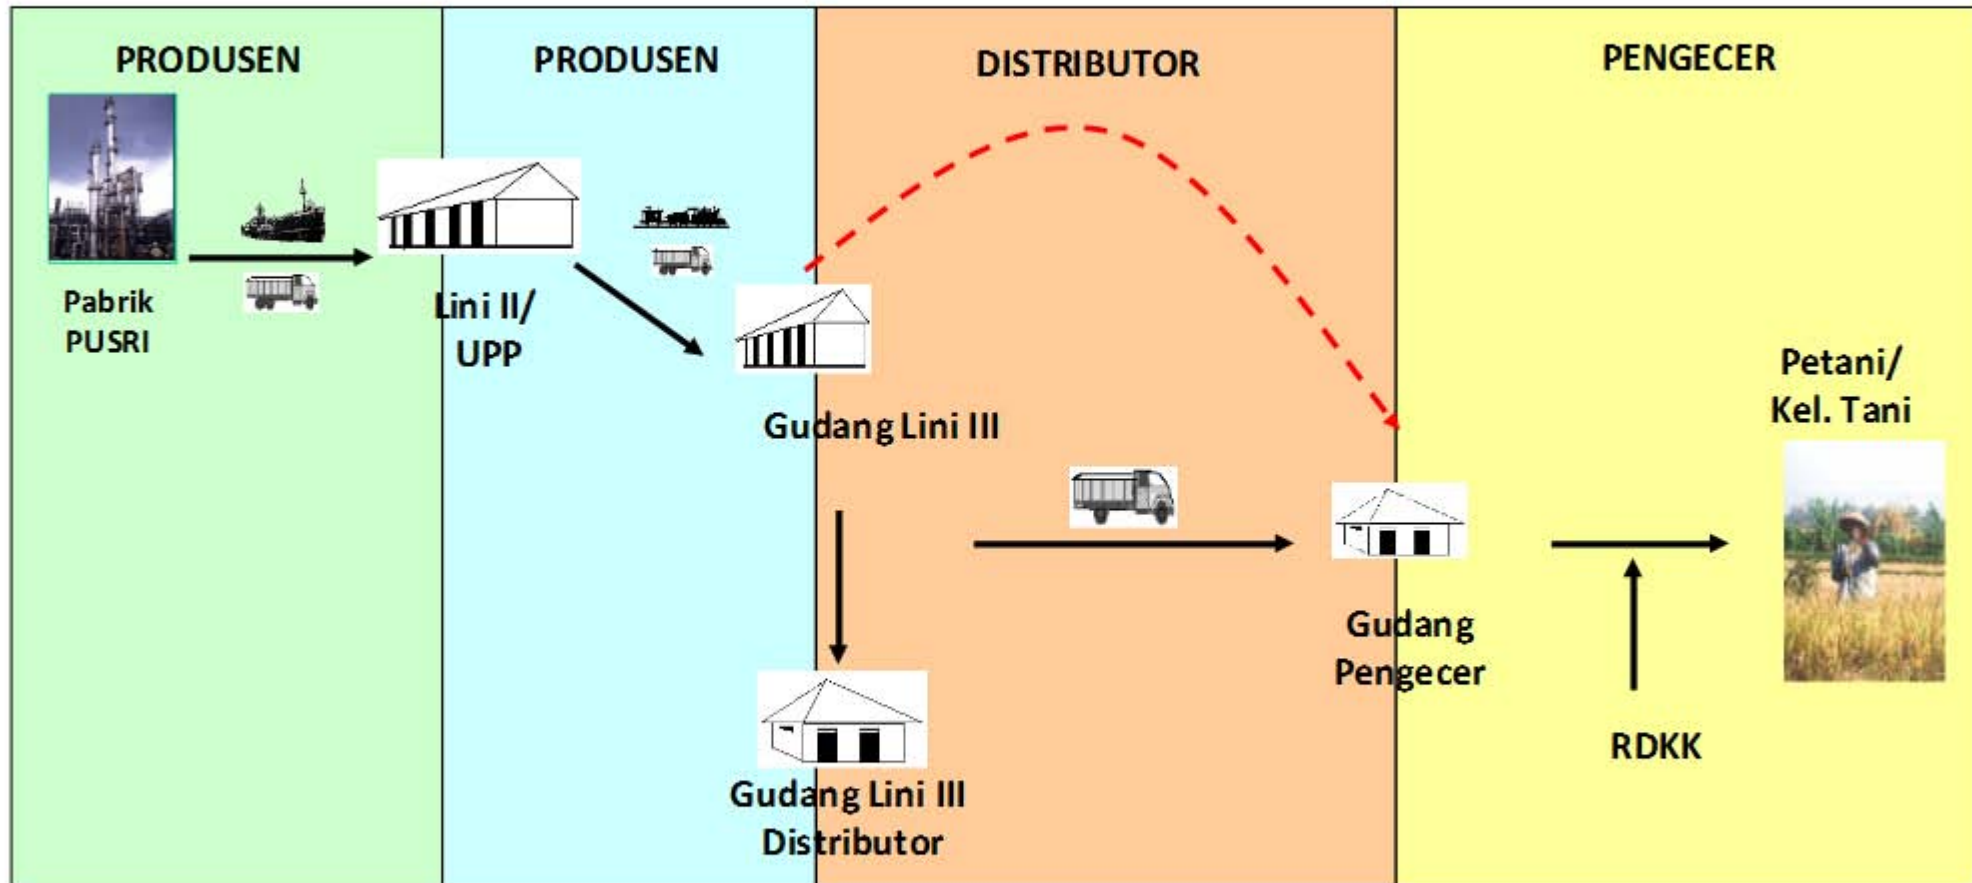 PRODUSEN
PRODUSEN
DISTRIBUTOR
PENGECER
Pabrik
PUSRI
Lini II/
UPP
Gudang Lini III
Petani/
Kel. Tani
Gudang
Pengecer
RDKK
Gudang Lini III
Distributor